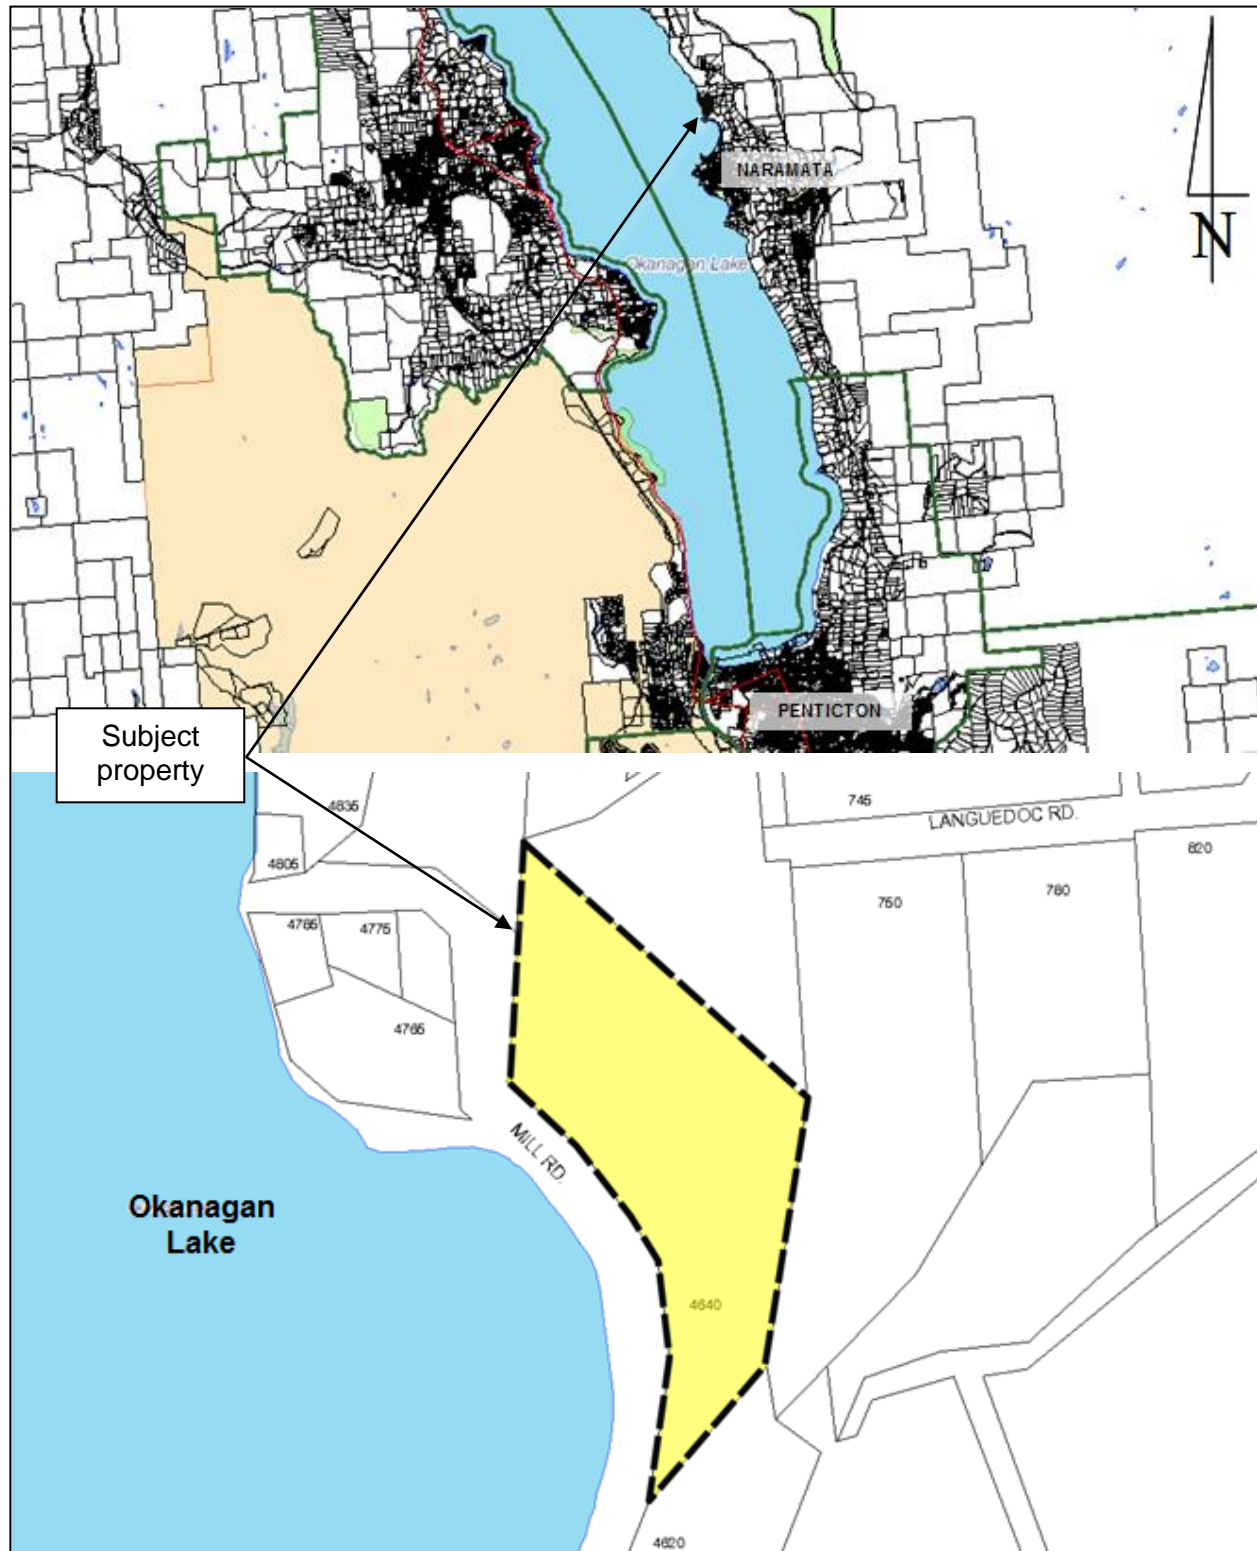 N
NARAMATA
Okanagan Lake
PENTICTON
Subject
property
4835
745
LANGUEDOC RD.
820
4805
750
780
4785
4775
4765
MILL RD.
Okanagan
Lake
4640
4620